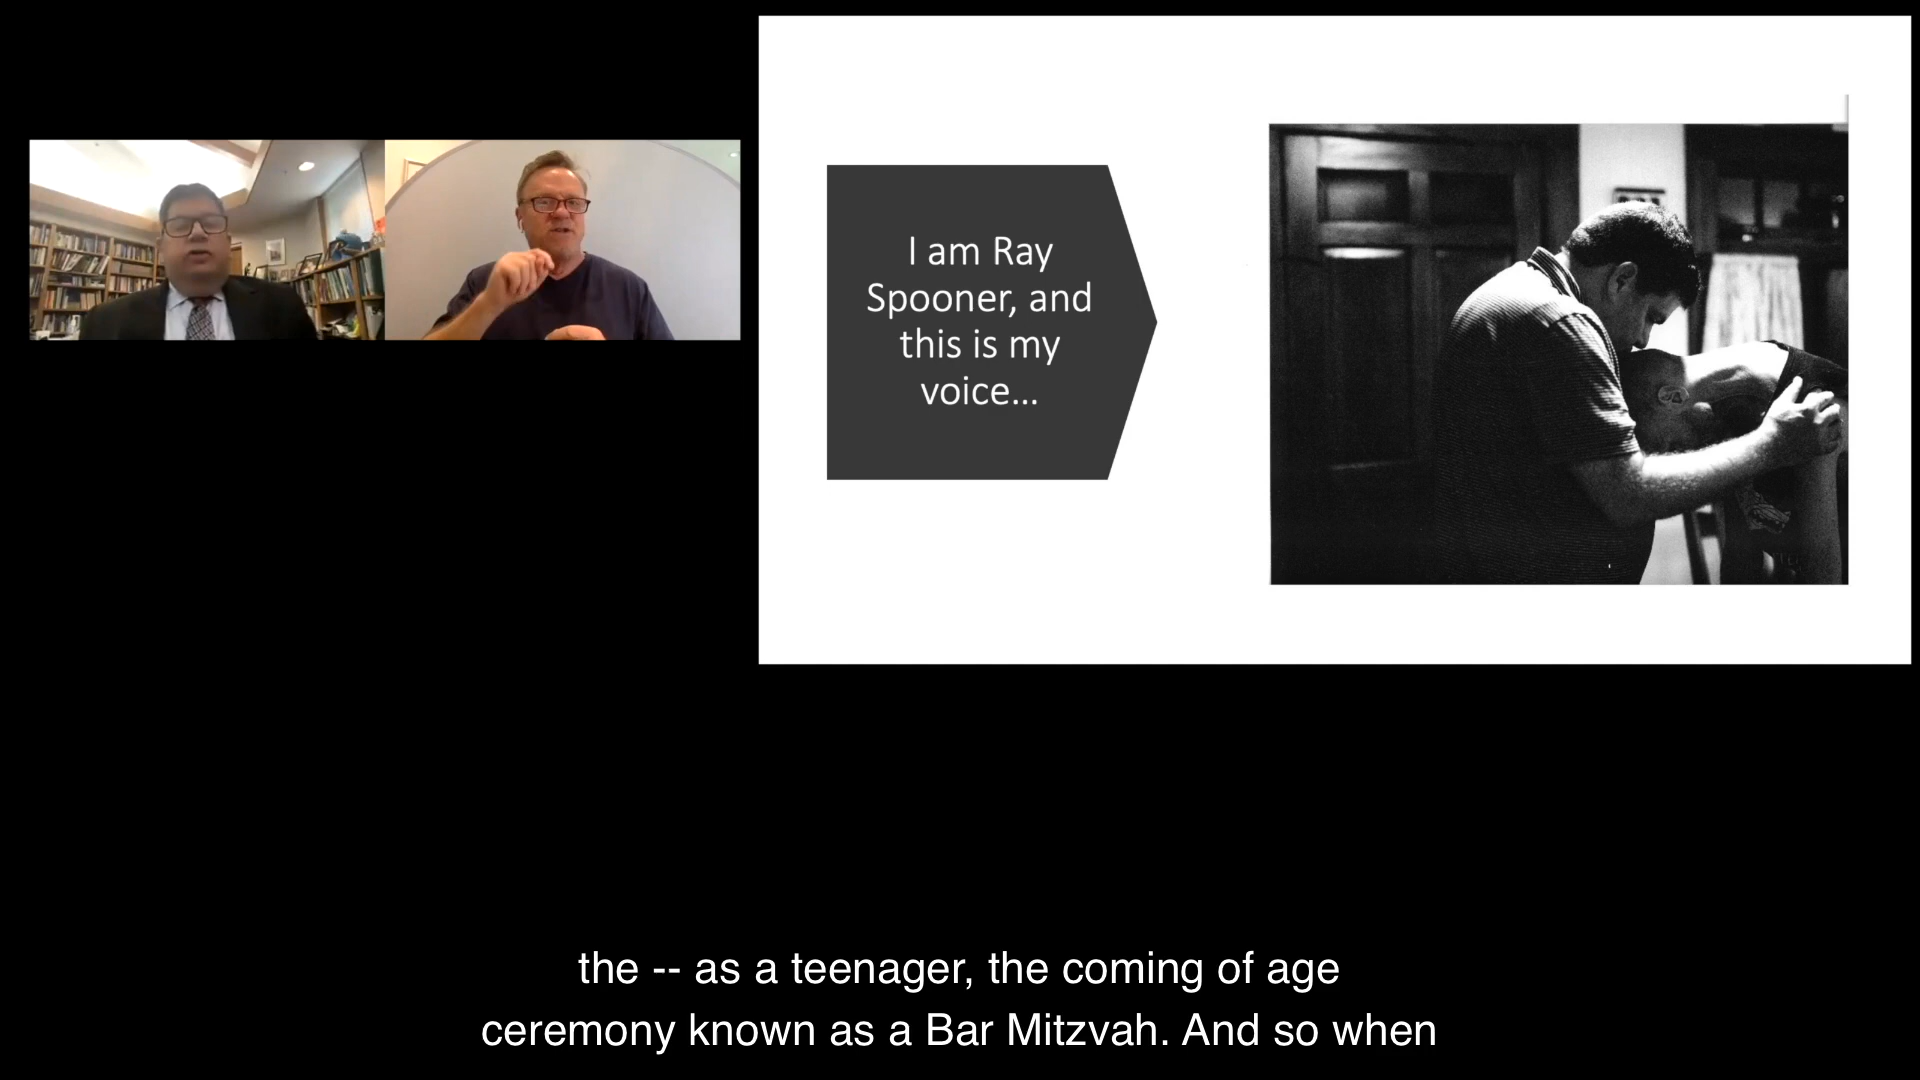 I am Ray
Spooner, and
this is my
voice...
the -- as a teenager, the coming of age
ceremony known as a Bar Mitzvah. And so when